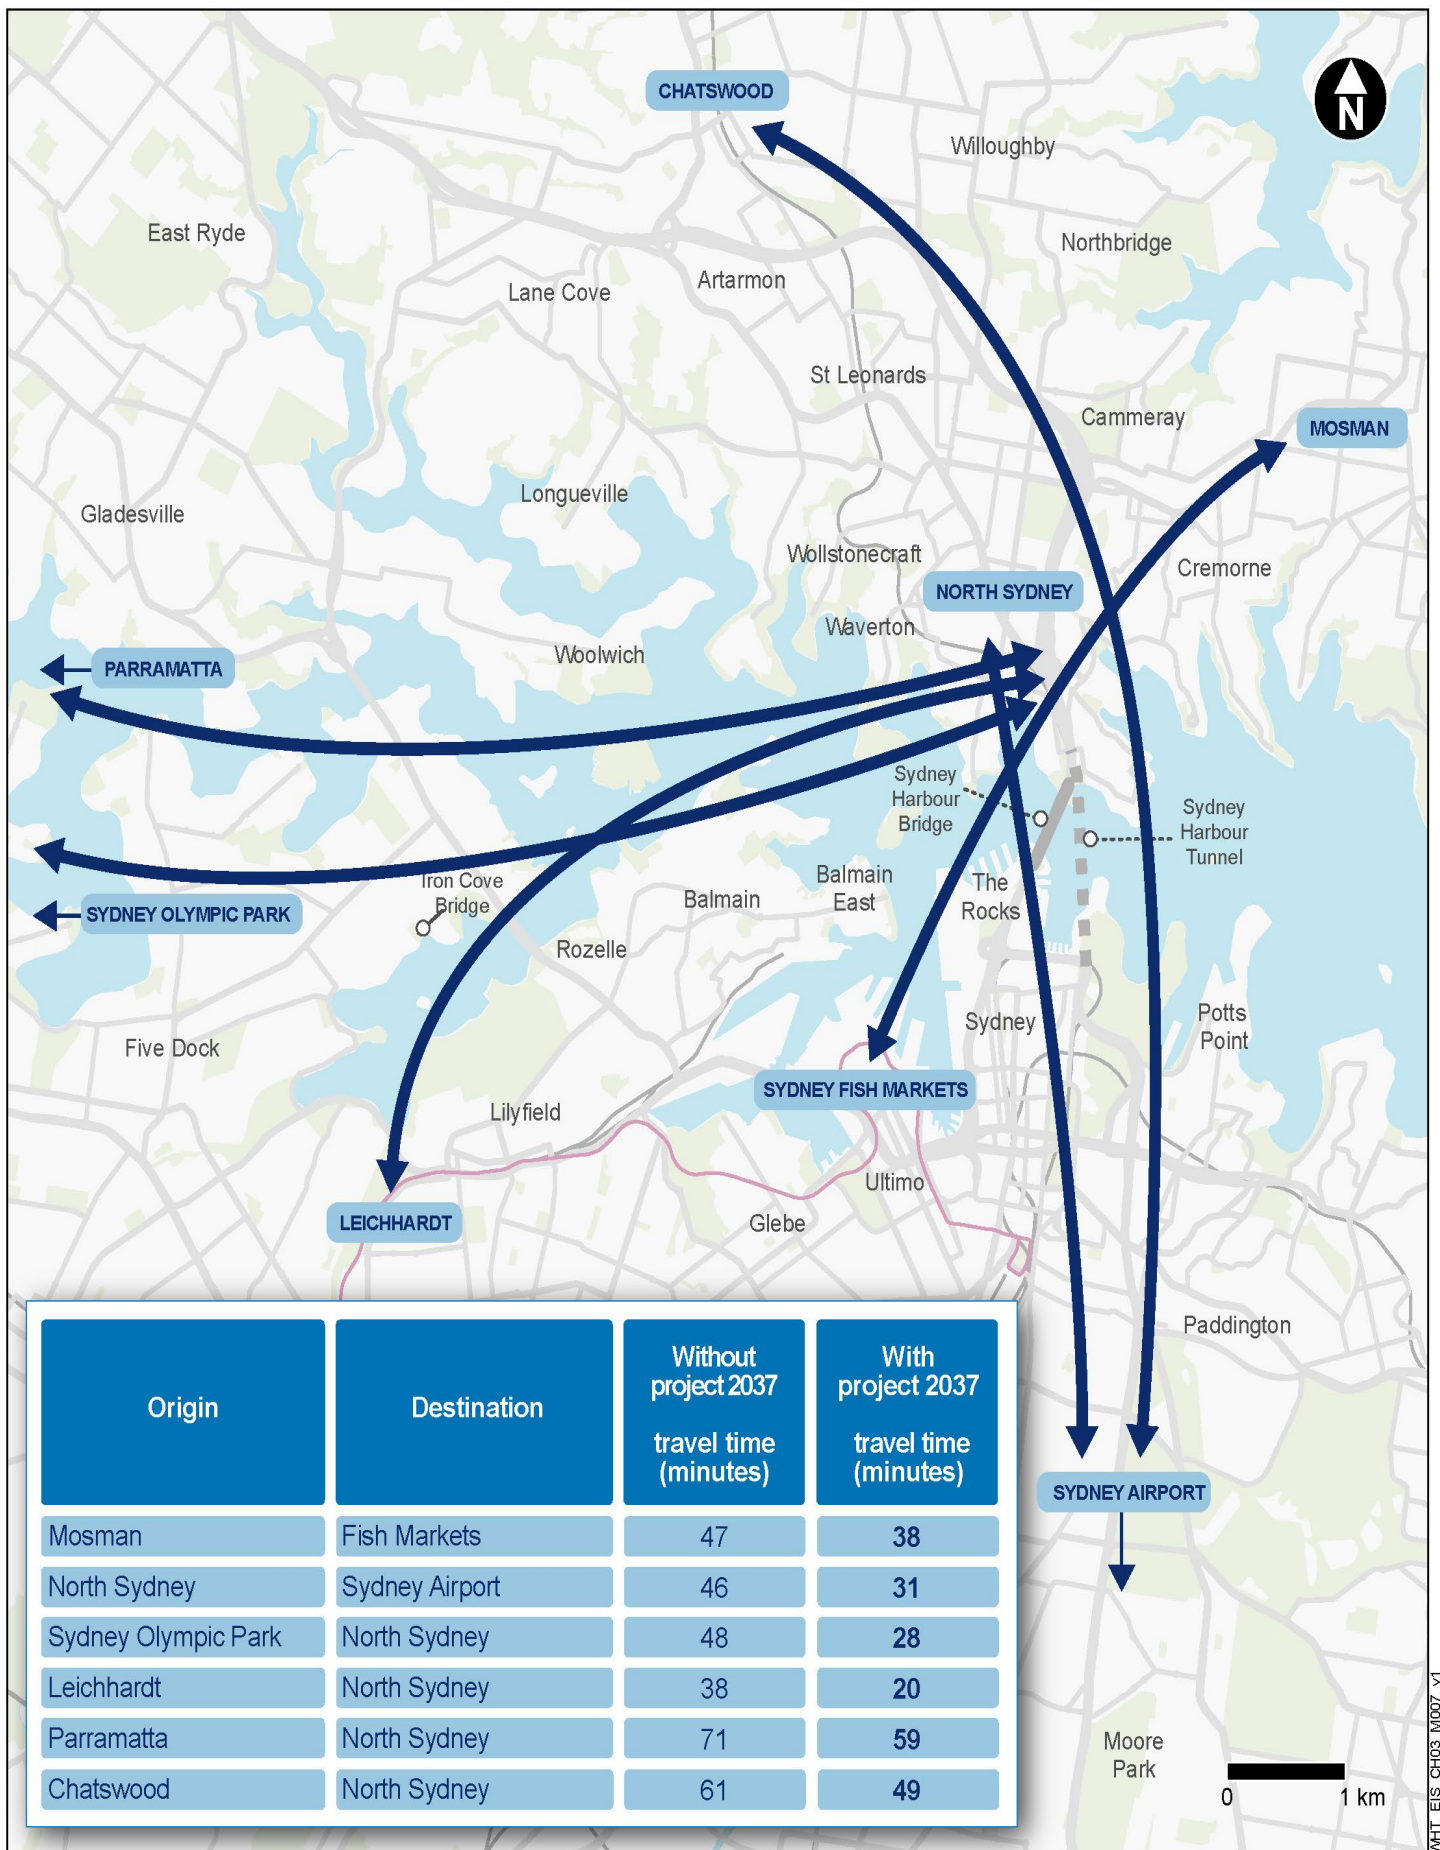 CHATSWOOD
N
Willoughby
East Ryde
Northbridge
Artarmon
Lane Cove
St Leonards
Cammeray
MOSMAN
Longueville
Gladesville
Wollstonecraft
Cremorne
NORTH SYDNEY
Waverton
Woolwich
PARRAMATTA
Sydney
Harbour
Bridge
Sydney
Harbour
Tunnel
Iron Cove
Bridge
Balmain
Balmain
East
The
Rocks
SYDNEY OLYMPIC PARK
Rozelle
Sydney
Potts
Point
Five Dock
SYDNEY FISH MARKETS
Lilyfield
Ultimo
LEICHHARDT
Glebe
Paddington
SYDNEY AIRPORT
Moore
Park
0 1 km
Origin Destination Without project 2037 travel time (minutes) With project 2037 travel time (minutes)
Mosman Fish Markets 47 38
North Sydney Sydney Airport 46 31
Sydney Olympic Park North Sydney 48 28
Leichhardt North Sydney 38 20
Parramatta North Sydney 71 59
Chatswood North Sydney 61 49
WHT_EIS_CH03_M007_v1